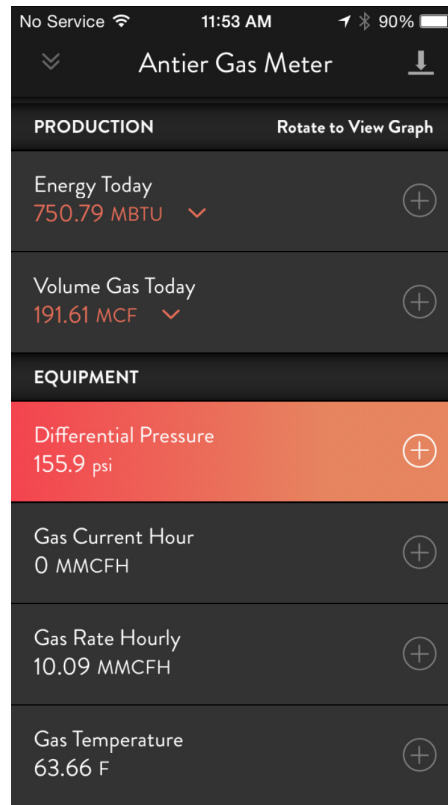 No Service 11:53 AM 90%
Antier Gas Meter
PRODUCTION Rotate to View Graph
Energy Today
750.79 MBTU
Volume Gas Today
191.61 MCF
EQUIPMENT
Differential Pressure
155.9 psi
Gas Current Hour
0 MMCFH
Gas Rate Hourly
10.09 MMCFH
Gas Temperature
63.66 F